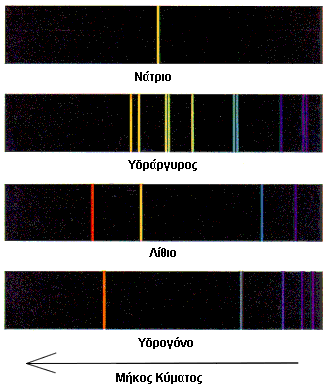 Νάτριο
Υδράργυρος
Λίθιο
Υδρογόνο
Μήκος Κύματος